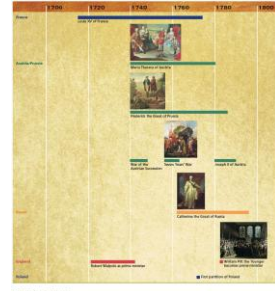 1700 1720 1740 1760 1780 1800
France
Louis XV of France
Austria-Prussia
Maria Theresa of Austria
Frederick the Great of Prussia
War of the
Austrian Succession
Seven Years' War
Joseph II of Austria
Russia
Catherine the Great of Russia
England
Robert Walpole as prime minister
William Pitt the Younger
becomes prime minister
Poland
First partition of Poland